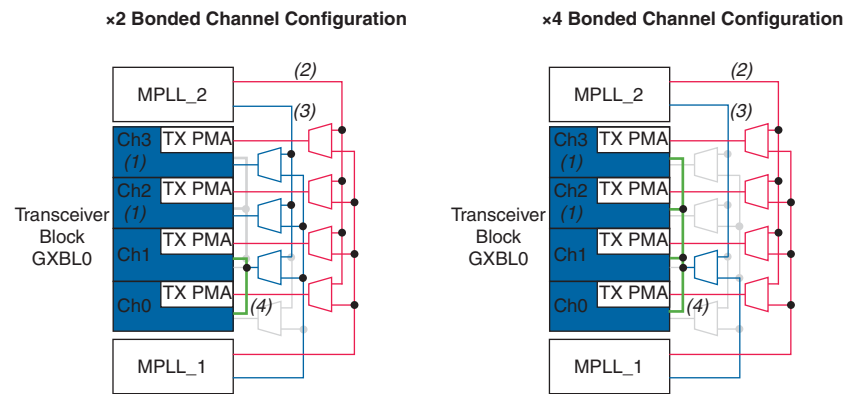 ×2 Bonded Channel Configuration
MPLL_2
(2)
(3)
Ch3
(1)
TX PMA
Ch2
(1)
TX PMA
Transceiver
Block
GXBL0
Ch1
TX PMA
Ch0
TX PMA
(4)
MPLL_1
×4 Bonded Channel Configuration
MPLL_2
(2)
(3)
Ch3
(1)
TX PMA
Ch2
(1)
TX PMA
Transceiver
Block
GXBL0
Ch1
TX PMA
Ch0
TX PMA
(4)
MPLL_1